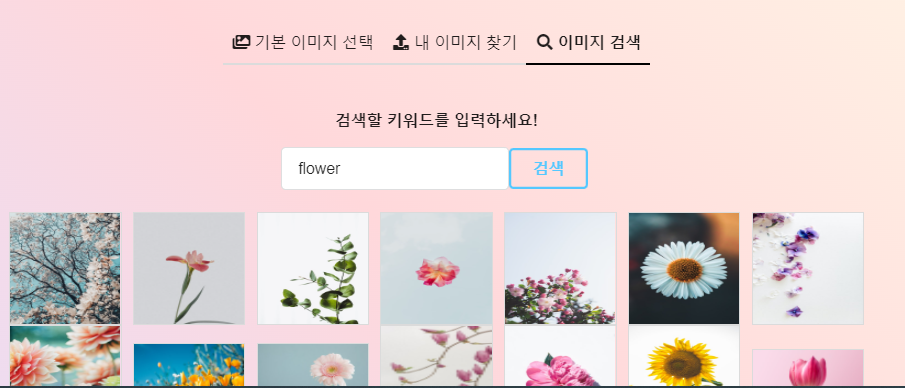 기본 이미지 선택 내 이미지 찾기 이미지 검색
검색할 키워드를 입력하세요!
flower 검색